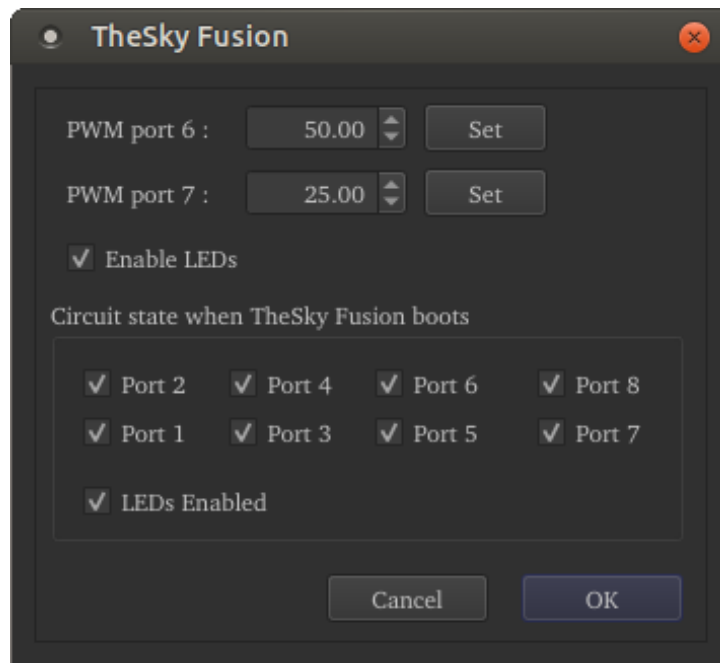 TheSky Fusion
PWM port 6 : 50.00 Set
PWM port 7 : 25.00 Set
Enable LEDs
Circuit state when TheSky Fusion boots
Port 2 Port 4 Port 6 Port 8
Port 1 Port 3 Port 5 Port 7
LEDs Enabled
Cancel OK